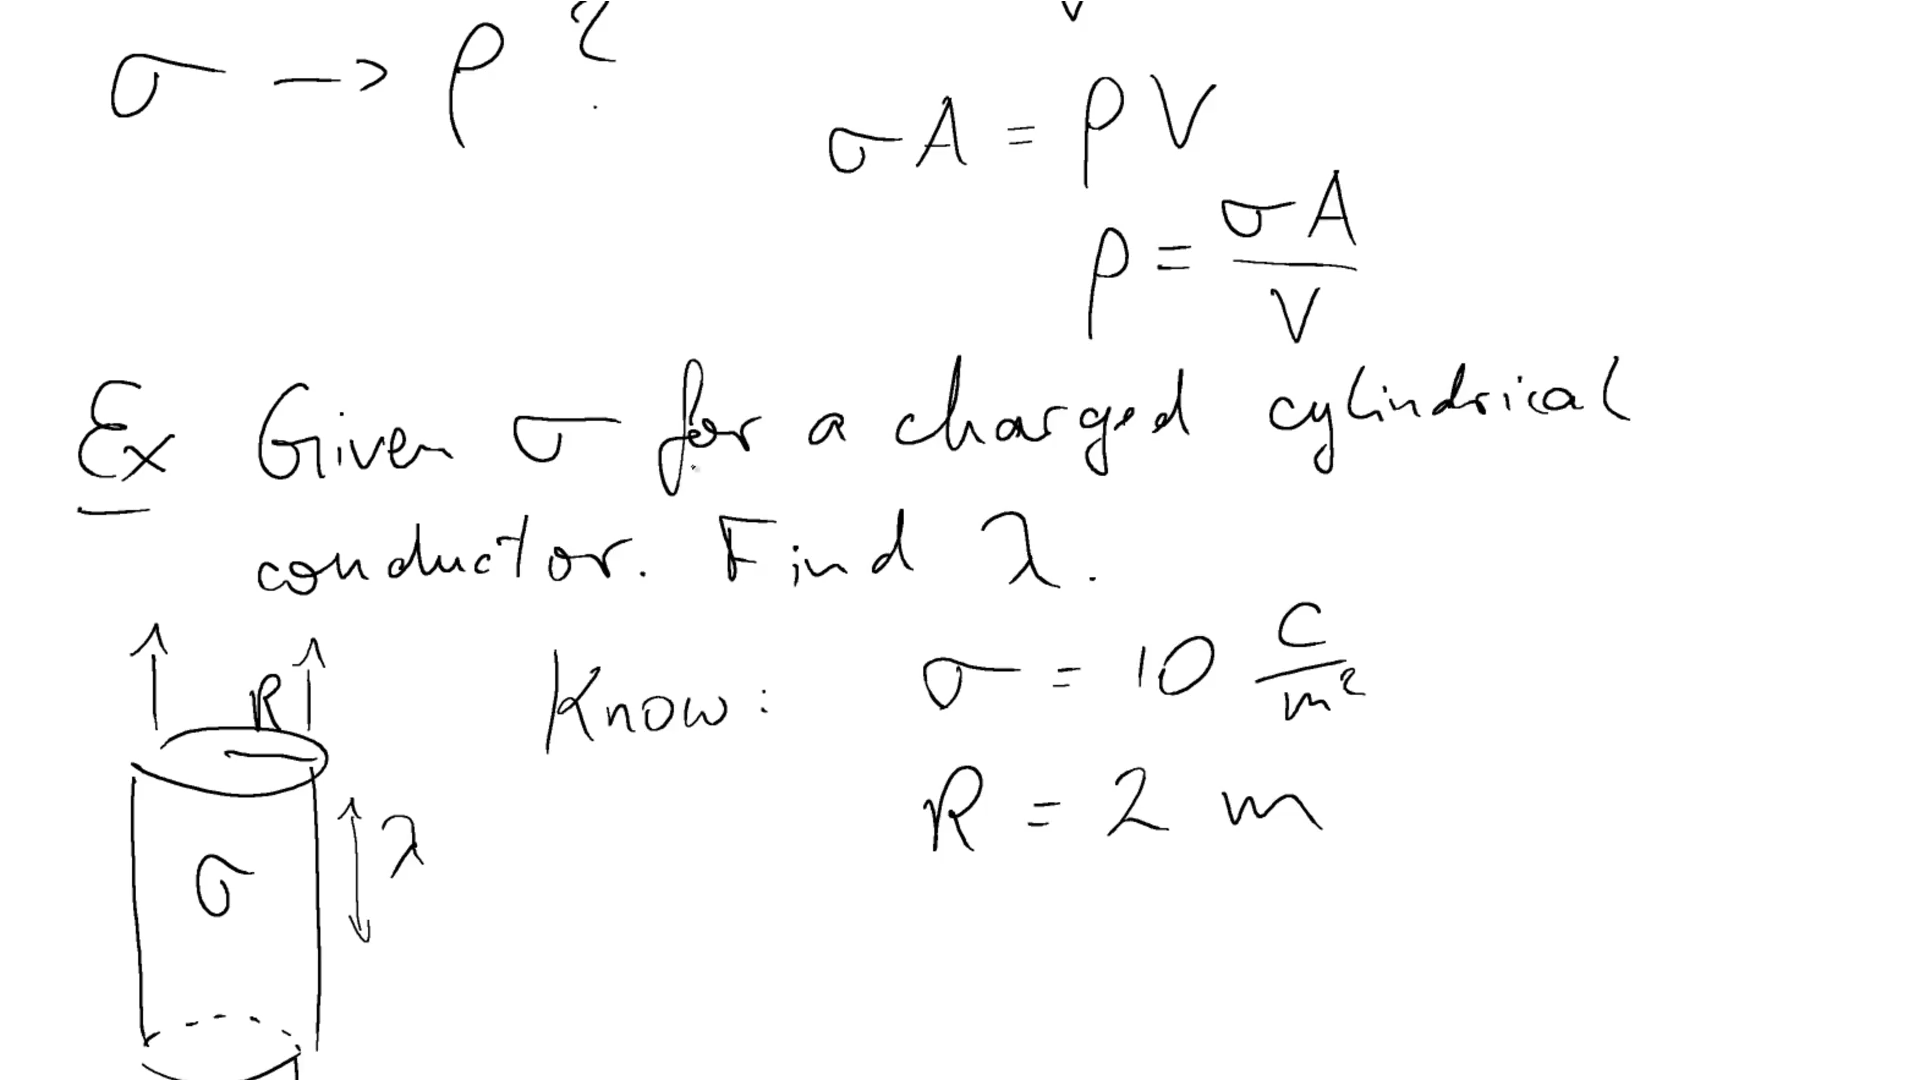 σ → ρ ?
σA = ρV
ρ = σA / V
Ex Given σ for a charged cylindrical
conductor. Find λ.
R
Know: σ = 10 C/m²
R = 2 m
λ
σ